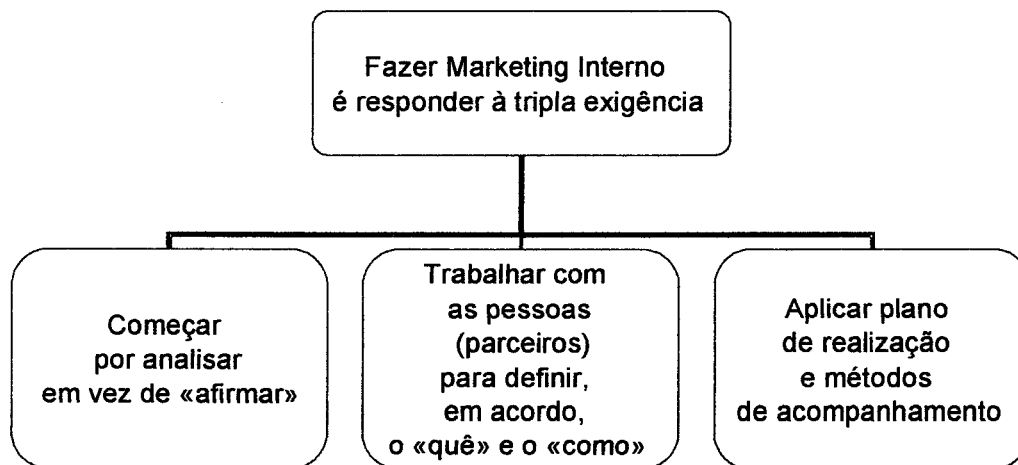 Fazer Marketing Interno
é responder à tripla exigência
Começar
por analisar
em vez de «afirmar»
Trabalhar com
as pessoas
(parceiros)
para definir,
em acordo,
o «quê» e o «como»
Aplicar plano
de realização
e métodos
de acompanhamento